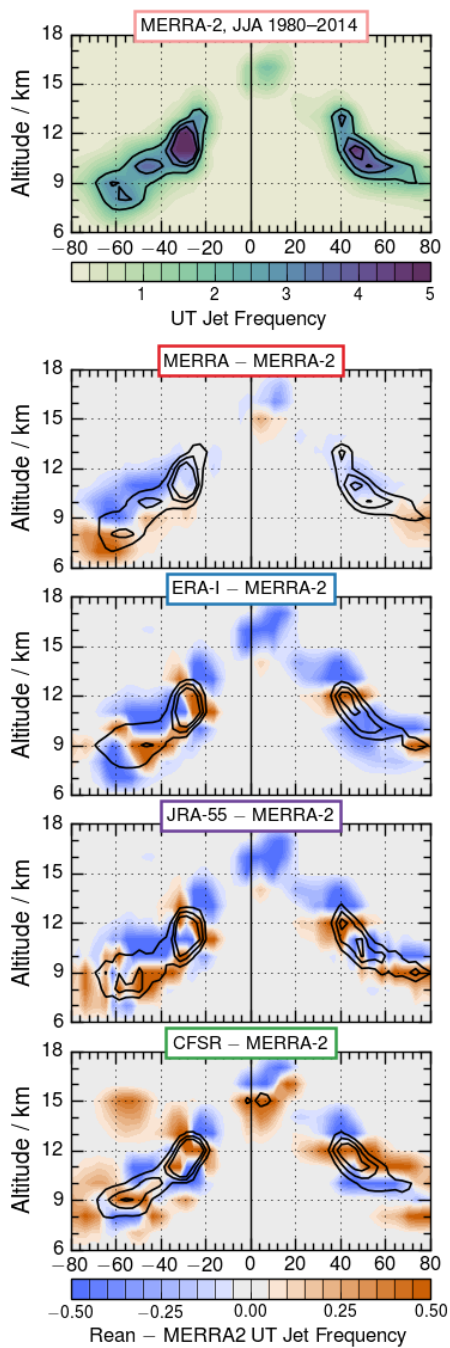 MERRA-2, JJA 1980–2014
18
15
12
9
6
Altitude / km
−80 −60 −40 −20 0 20 40 60 80
1 2 3 4 5
UT Jet Frequency
MERRA − MERRA-2
18
15
12
9
6
Altitude / km
ERA-I − MERRA-2
18
15
12
9
6
Altitude / km
JRA-55 − MERRA-2
18
15
12
9
6
Altitude / km
CFSR − MERRA-2
18
15
12
9
6
Altitude / km
−80 −60 −40 −20 0 20 40 60 80
−0.50 −0.25 0.00 0.25 0.50
Rean − MERRA2 UT Jet Frequency